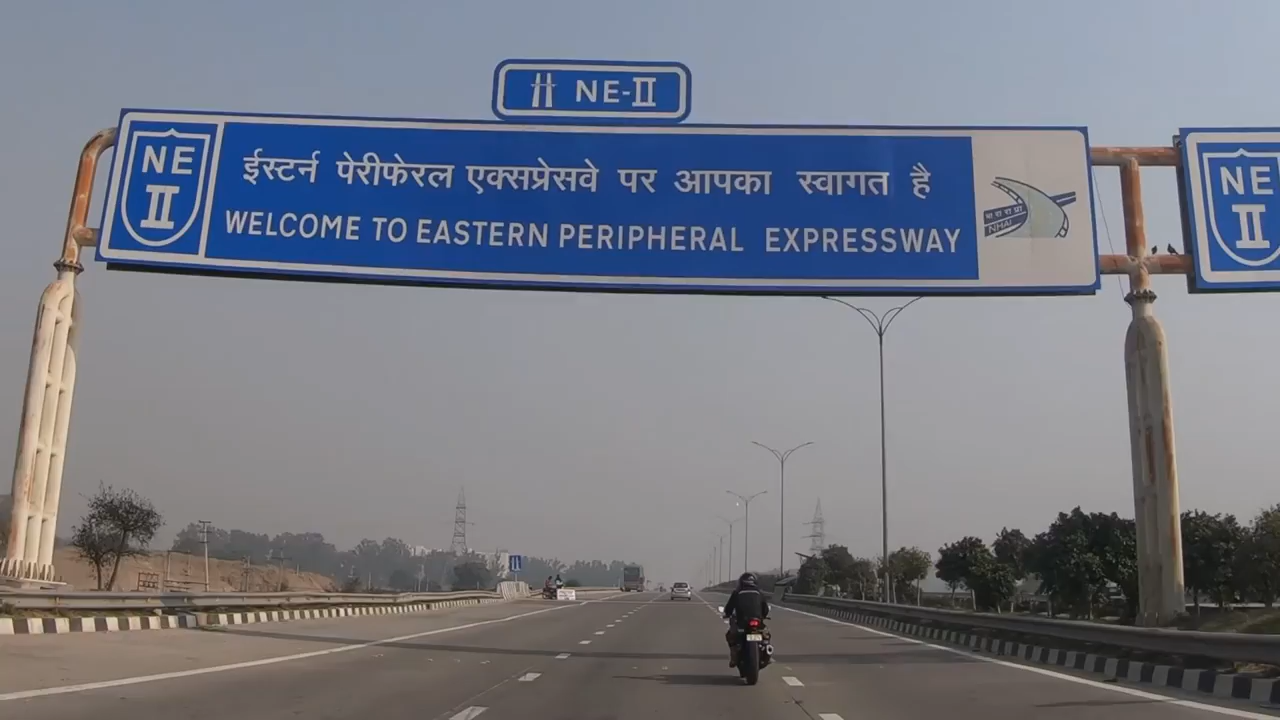 NE-II
NE
II
ईस्टर्न पेरीफेरल एक्सप्रेसवे पर आपका स्वागत है
WELCOME TO EASTERN PERIPHERAL EXPRESSWAY
भा रा रा प्रा
NHAI
NE
II